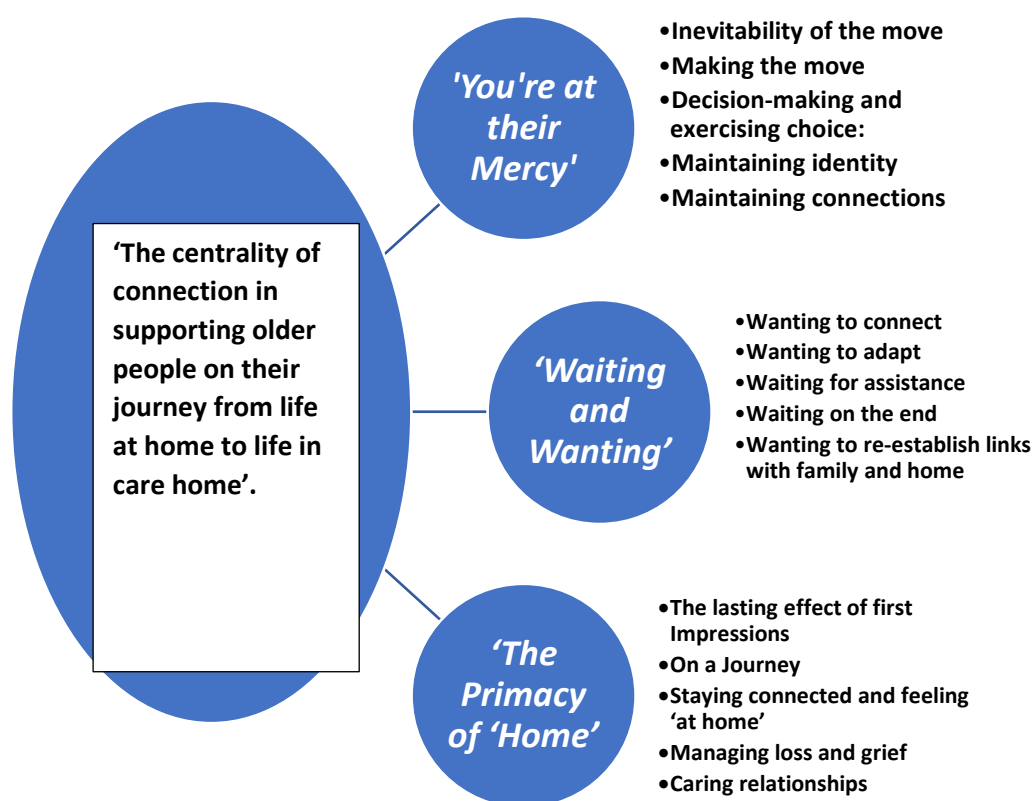 'You're at
their
Mercy'
•Inevitability of the move
•Making the move
•Decision-making and
exercising choice:
•Maintaining identity
•Maintaining connections
‘The centrality of
connection in
supporting older
people on their
journey from life
at home to life in
care home’.
‘Waiting
and
Wanting’
•Wanting to connect
•Wanting to adapt
•Waiting for assistance
•Waiting on the end
•Wanting to re-establish links
with family and home
‘The
Primacy
of ‘Home’
•The lasting effect of first
Impressions
•On a Journey
•Staying connected and feeling
‘at home’
•Managing loss and grief
•Caring relationships